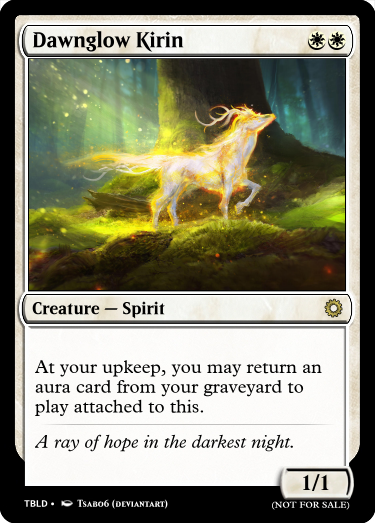 Dawnglow Kirin
Creature — Spirit
At your upkeep, you may return an
aura card from your graveyard to
play attached to this.
A ray of hope in the darkest night.
1/1
TBLD • Tsabo6 (deviantart)
(NOT FOR SALE)